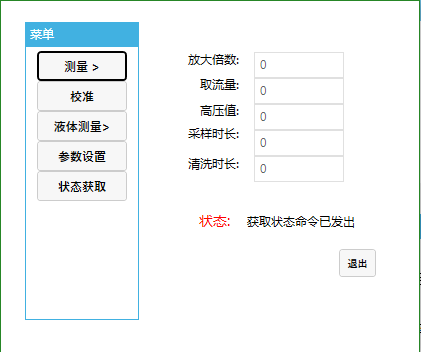 菜单
测量 >
校准
液体测量>
参数设置
状态获取
放大倍数: 0
取流量: 0
高压值: 0
采样时长: 0
清洗时长: 0
状态: 获取状态命令已发出
退出